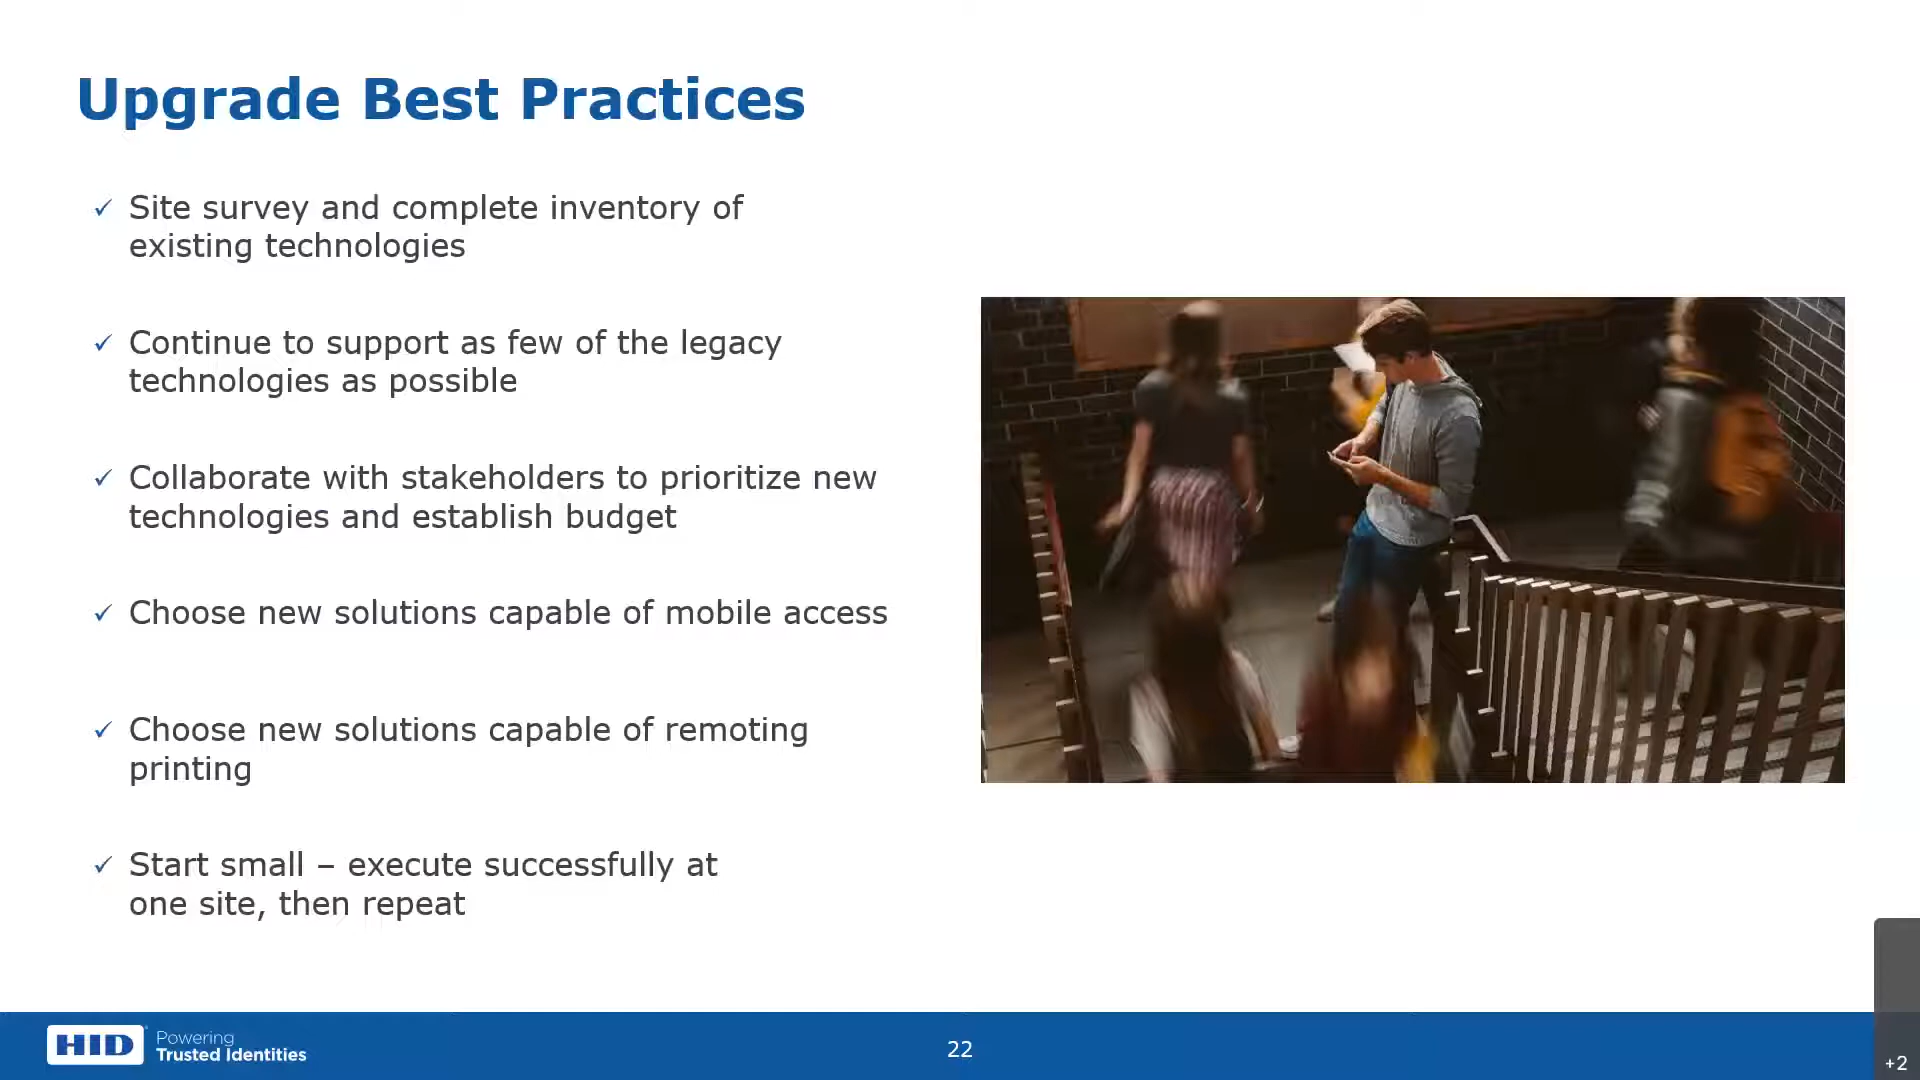 Upgrade Best Practices
✓ Site survey and complete inventory of
existing technologies
✓ Continue to support as few of the legacy
technologies as possible
✓ Collaborate with stakeholders to prioritize new
technologies and establish budget
✓ Choose new solutions capable of mobile access
✓ Choose new solutions capable of remoting
printing
✓ Start small – execute successfully at
one site, then repeat
HID
Powering
Trusted Identities
22
+2